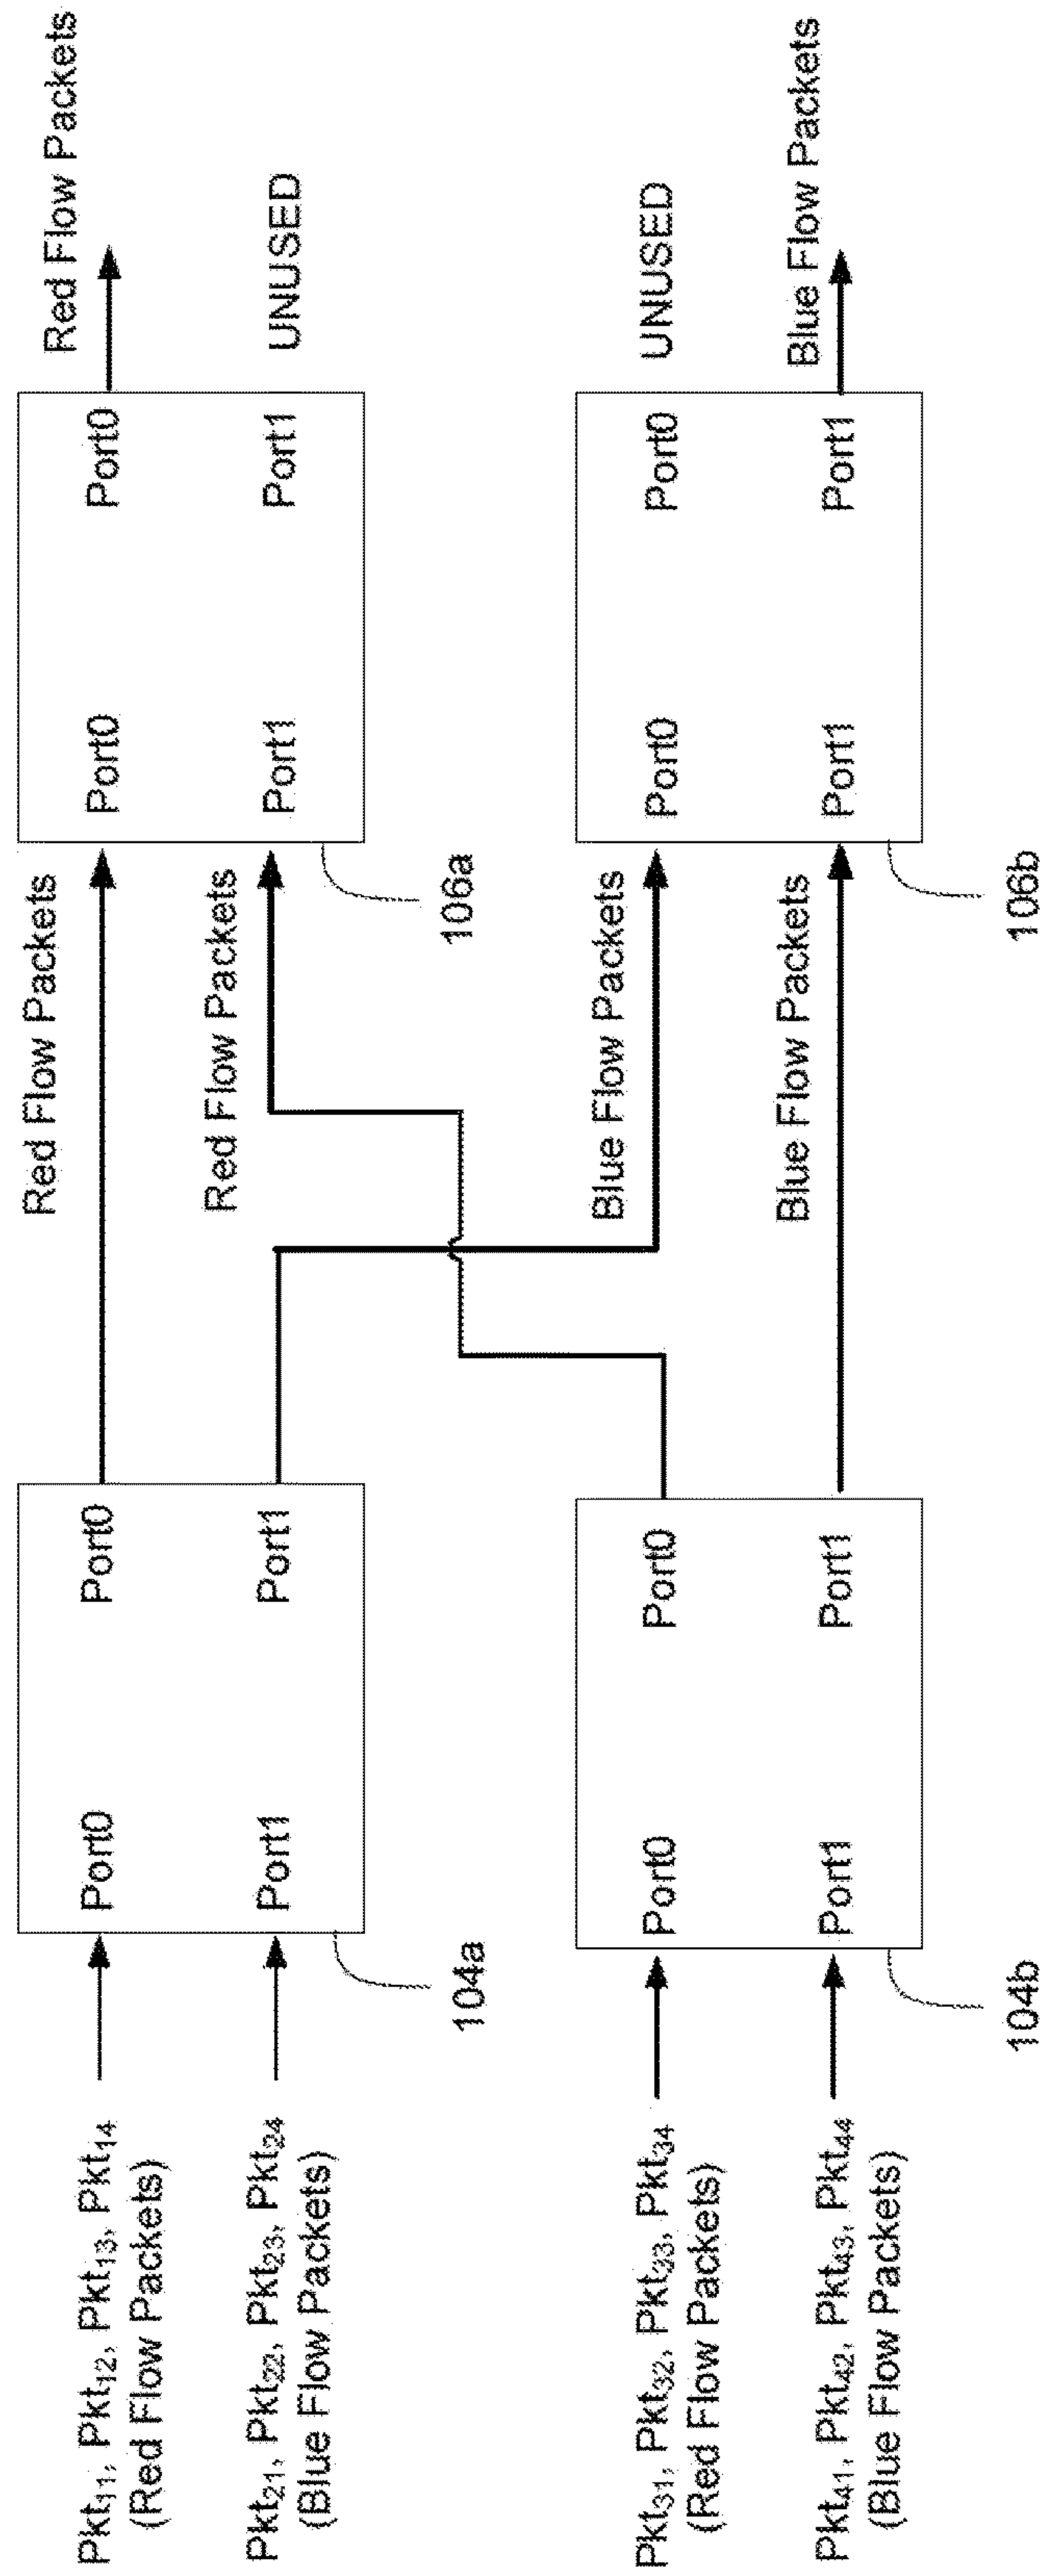 Pkt11, Pkt12, Pkt13, Pkt14
(Red Flow Packets)
Pkt21, Pkt22, Pkt23, Pkt24
(Blue Flow Packets)
104a
Port0
Port0
Port1
Port1
Red Flow Packets
Red Flow Packets
106a
Port0
Port0
Port1
Port1
Red Flow Packets
UNUSED
Pkt31, Pkt32, Pkt33, Pkt34
(Red Flow Packets)
Pkt41, Pkt42, Pkt43, Pkt44
(Blue Flow Packets)
104b
Port0
Port0
Port1
Port1
Blue Flow Packets
Blue Flow Packets
106b
Port0
Port0
Port1
Port1
UNUSED
Blue Flow Packets